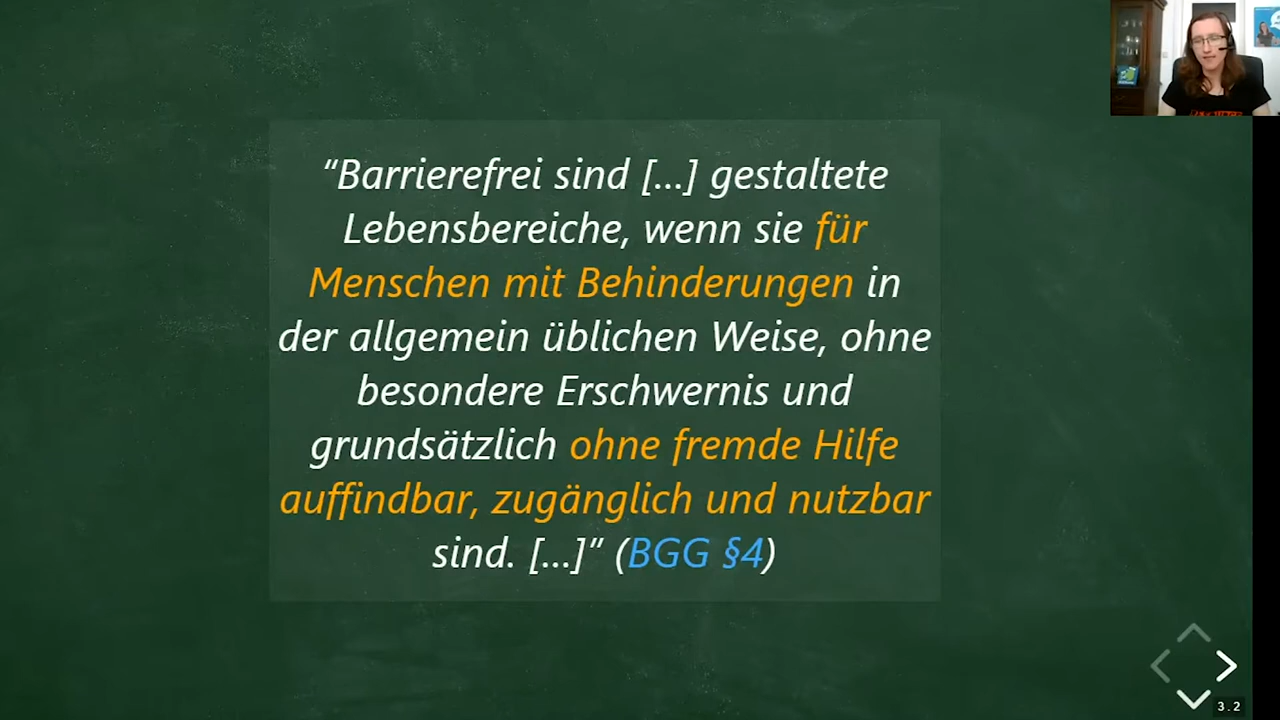 “Barrierefrei sind [...] gestaltete
Lebensbereiche, wenn sie für
Menschen mit Behinderungen in
der allgemein üblichen Weise, ohne
besondere Erschwernis und
grundsätzlich ohne fremde Hilfe
auffindbar, zugänglich und nutzbar
sind. [...]” (BGG §4)
3.2